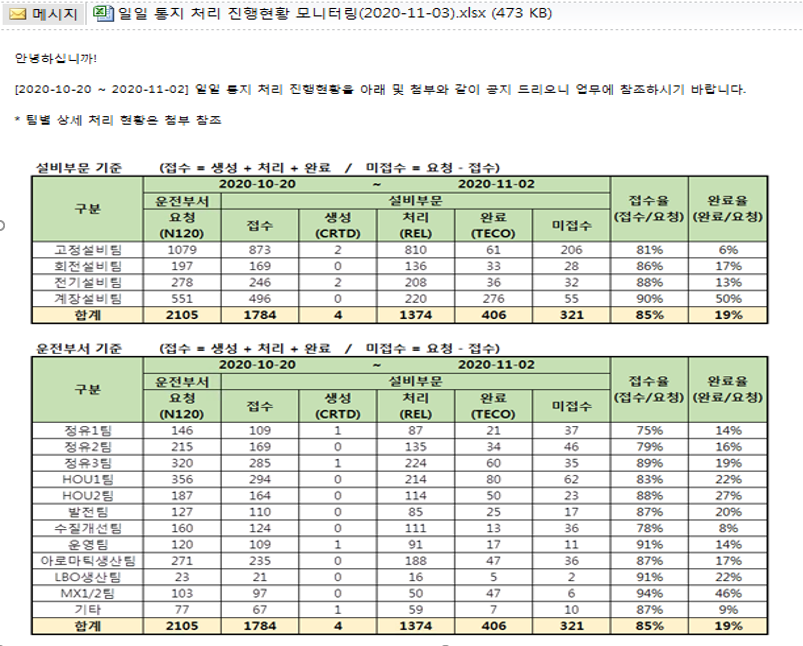 메시지 일일 통지 처리 진행현황 모니터링(2020-11-03).xlsx (473 KB)
안녕하십니까!
[2020-10-20 ~ 2020-11-02] 일일 통지 처리 진행현황을 아래 및 첨부와 같이 공지 드리오니 업무에 참조하시기 바랍니다.
* 팀별 상세 처리 현황은 첨부 참조
설비부문 기준 (접수 = 생성 + 처리 + 완료 / 미접수 = 요청 - 접수)
구분 2020-10-20 ~ 2020-11-02 접수율 (접수/요청) 완료율 (완료/요청)
운전부서 설비부문
요청 (N120) 접수 생성 (CRTD) 처리 (REL) 완료 (TECO) 미접수
고정설비팀 1079 873 2 810 61 206 81% 6%
회전설비팀 197 169 0 136 33 28 86% 17%
전기설비팀 278 246 2 208 36 32 88% 13%
계장설비팀 551 496 0 220 276 55 90% 50%
합계 2105 1784 4 1374 406 321 85% 19%
운전부서 기준 (접수 = 생성 + 처리 + 완료 / 미접수 = 요청 - 접수)
구분 2020-10-20 ~ 2020-11-02 접수율 (접수/요청) 완료율 (완료/요청)
운전부서 설비부문
요청 (N120) 접수 생성 (CRTD) 처리 (REL) 완료 (TECO) 미접수
정유1팀 146 109 1 87 21 37 75% 14%
정유2팀 215 169 0 135 34 46 79% 16%
정유3팀 320 285 1 224 60 35 89% 19%
HOU1팀 356 294 0 214 80 62 83% 22%
HOU2팀 187 164 0 114 50 23 88% 27%
발전팀 127 110 0 85 25 17 87% 20%
수질개선팀 160 124 0 111 13 36 78% 8%
운영팀 120 109 1 91 17 11 91% 14%
아로마틱생산팀 271 235 0 188 47 36 87% 17%
LBO생산팀 23 21 0 16 5 2 91% 22%
MX1/2팀 103 97 0 50 47 6 94% 46%
기타 77 67 1 59 7 10 87% 9%
합계 2105 1784 4 1374 406 321 85% 19%